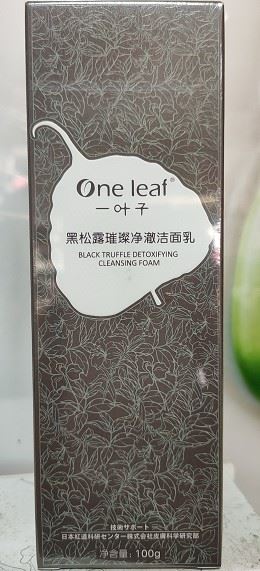 One leaf®
一叶子
黑松露璀璨净澈洁面乳
BLACK TRUFFLE DETOXIFYING
CLEANSING FOAM
技術サポート
日本紅道科研センター株式会社皮膚科学研究部
净含量: 100g